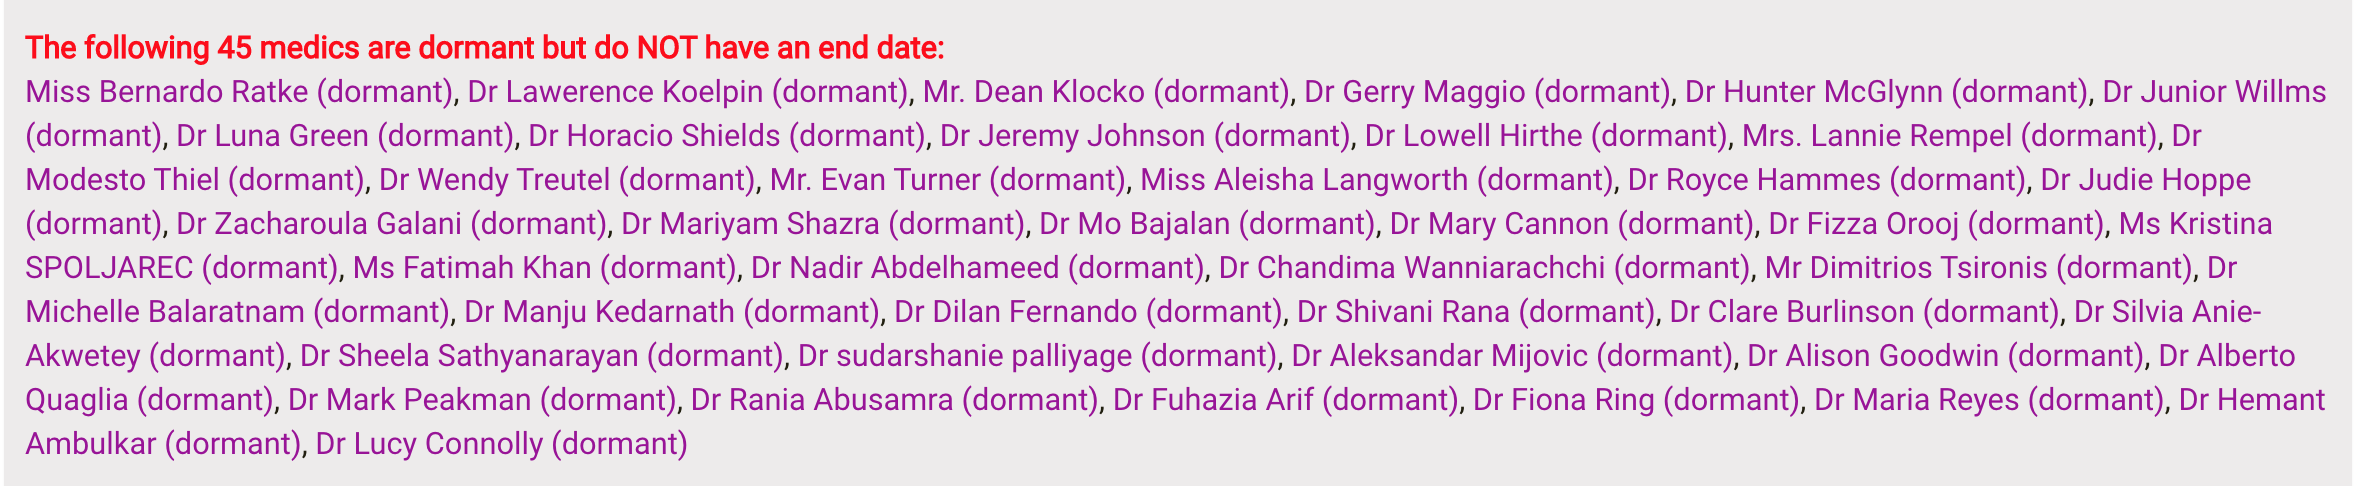 The following 45 medics are dormant but do NOT have an end date:
Miss Bernardo Ratke (dormant), Dr Lawerence Koelpin (dormant), Mr. Dean Klocko (dormant), Dr Gerry Maggio (dormant), Dr Hunter McGlynn (dormant), Dr Junior Willms
(dormant), Dr Luna Green (dormant), Dr Horacio Shields (dormant), Dr Jeremy Johnson (dormant), Dr Lowell Hirthe (dormant), Mrs. Lannie Rempel (dormant), Dr
Modesto Thiel (dormant), Dr Wendy Treutel (dormant), Mr. Evan Turner (dormant), Miss Aleisha Langworth (dormant), Dr Royce Hammes (dormant), Dr Judie Hoppe
(dormant), Dr Zacharoula Galani (dormant), Dr Mariyam Shazra (dormant), Dr Mo Bajalan (dormant), Dr Mary Cannon (dormant), Dr Fizza Orooj (dormant), Ms Kristina
SPOLJAREC (dormant), Ms Fatimah Khan (dormant), Dr Nadir Abdelhameed (dormant), Dr Chandima Wanniarachchi (dormant), Mr Dimitrios Tsironis (dormant), Dr
Michelle Balaratnam (dormant), Dr Manju Kedarnath (dormant), Dr Dilan Fernando (dormant), Dr Shivani Rana (dormant), Dr Clare Burlinson (dormant), Dr Silvia Anie-
Akwetey (dormant), Dr Sheela Sathyanarayan (dormant), Dr sudarshanie palliyage (dormant), Dr Aleksandar Mijovic (dormant), Dr Alison Goodwin (dormant), Dr Alberto
Quaglia (dormant), Dr Mark Peakman (dormant), Dr Rania Abusamra (dormant), Dr Fuhazia Arif (dormant), Dr Fiona Ring (dormant), Dr Maria Reyes (dormant), Dr Hemant
Ambulkar (dormant), Dr Lucy Connolly (dormant)